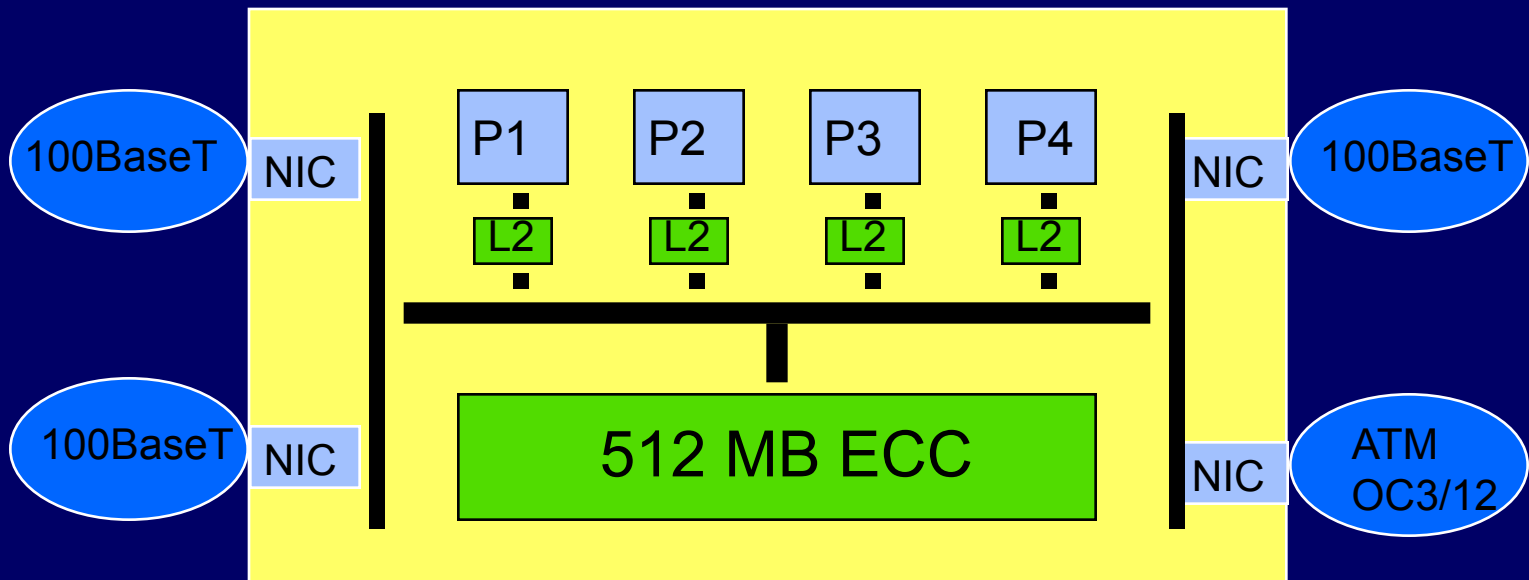 P1 P2 P3 P4
100BaseT NIC NIC 100BaseT
L2 L2 L2 L2
100BaseT NIC 512 MB ECC NIC ATM
OC3/12